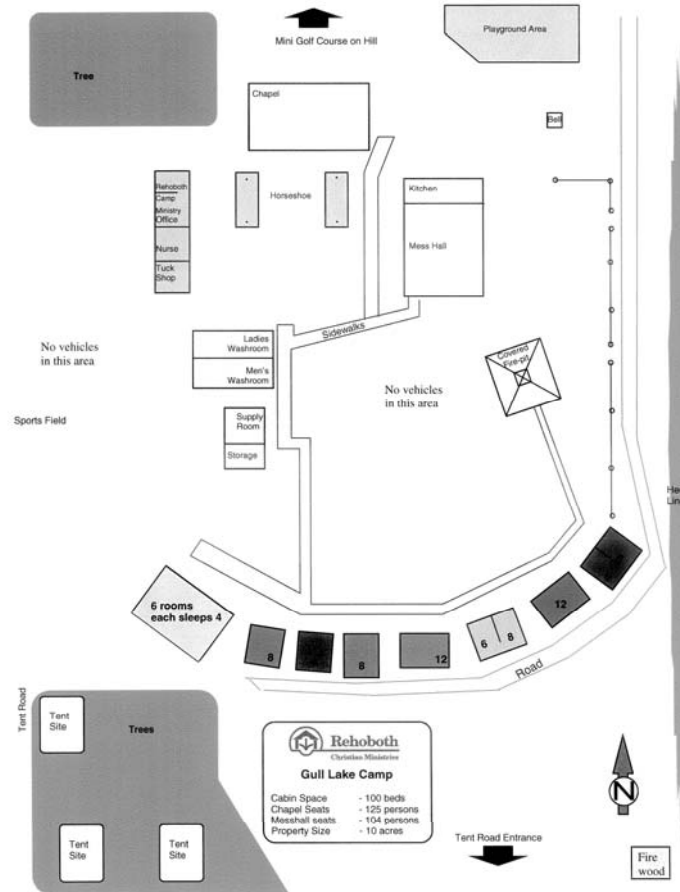 Mini Golf Course on Hill
Playground Area
Tree
Chapel
Bell
Rehoboth
Camp
Ministry
Office
Nurse
Tuck
Shop
Horseshoe
Kitchen
Mess Hall
Sidewalks
Ladies
Washroom
Men's
Washroom
No vehicles
in this area
Covered
Fire-pit
No vehicles
in this area
Sports Field
Supply
Room
Storage
6 rooms
each sleeps 4
8
8
12
6 8
12
Road
Tent Road
Tent
Site
Trees
Tent
Site
Tent
Site
Rehoboth
Christian Ministries
Gull Lake Camp
Cabin Space - 100 beds
Chapel Seats - 125 persons
Messhall seats - 104 persons
Property Size - 10 acres
N
Tent Road Entrance
Fire
wood